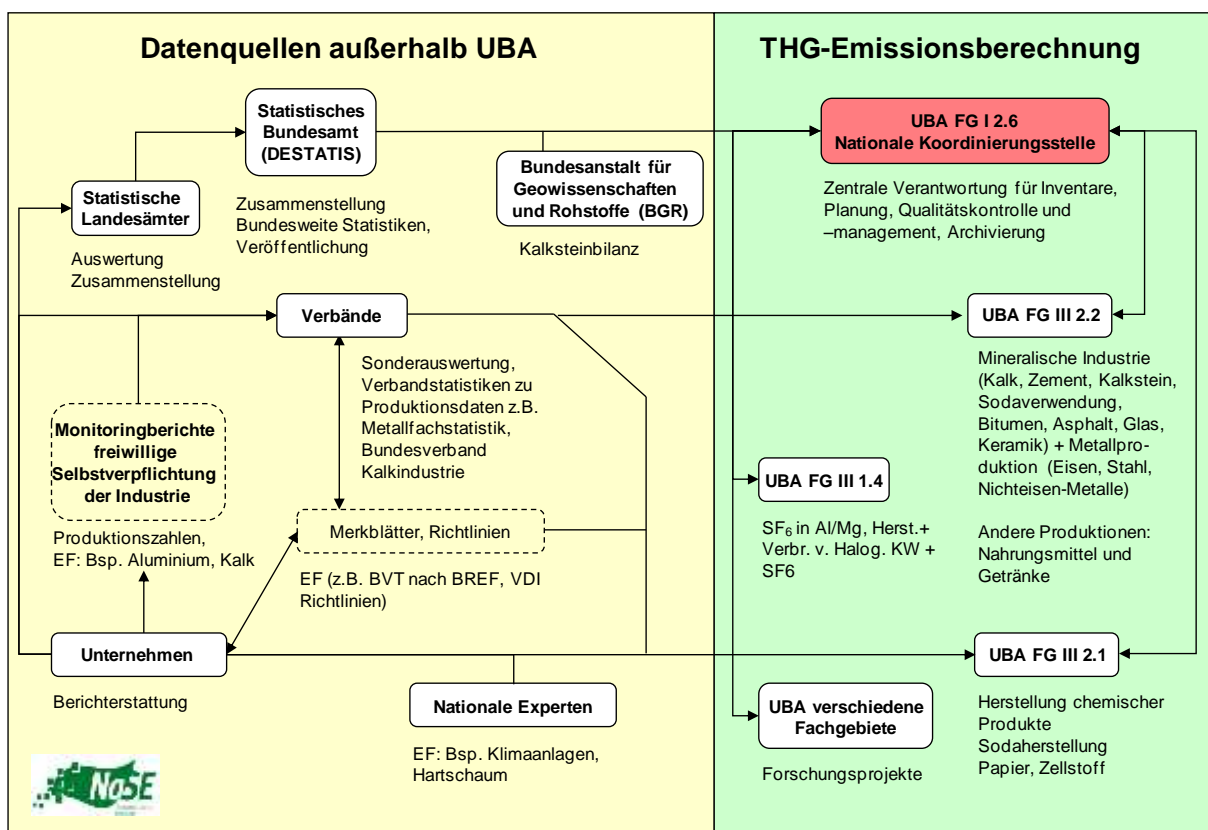 Datenquellen außerhalb UBA
THG-Emissionsberechnung
Statistisches
Bundesamt
(DESTATIS)
Zusammenstellung
Bundesweite Statistiken,
Veröffentlichung
Statistische
Landesämter
Auswertung
Zusammenstellung
Bundesanstalt für
Geowissenschaften
und Rohstoffe (BGR)
Kalksteinbilanz
UBA FG I 2.6
Nationale Koordinierungsstelle
Zentrale Verantwortung für Inventare,
Planung, Qualitätskontrolle und
–management, Archivierung
Verbände
Sonderauswertung,
Verbandstatistiken zu
Produktionsdaten z.B.
Metallfachstatistik,
Bundesverband
Kalkindustrie
UBA FG III 2.2
Mineralische Industrie
(Kalk, Zement, Kalkstein,
Sodaverwendung,
Bitumen, Asphalt, Glas,
Keramik) + Metallpro-
duktion (Eisen, Stahl,
Nichteisen-Metalle)
Andere Produktionen:
Nahrungsmittel und
Getränke
Monitoringberichte
freiwillige
Selbstverpflichtung
der Industrie
Produktionszahlen,
EF: Bsp. Aluminium, Kalk
UBA FG III 1.4
SF6 in Al/Mg, Herst.+
Verbr. v. Halog. KW +
SF6
Merkblätter, Richtlinien
EF (z.B. BVT nach BREF, VDI
Richtlinien)
Unternehmen
Berichterstattung
Nationale Experten
EF: Bsp. Klimaanlagen,
Hartschaum
UBA FG III 2.1
Herstellung chemischer
Produkte
Sodaherstellung
Papier, Zellstoff
UBA verschiedene
Fachgebiete
Forschungsprojekte
NaSE